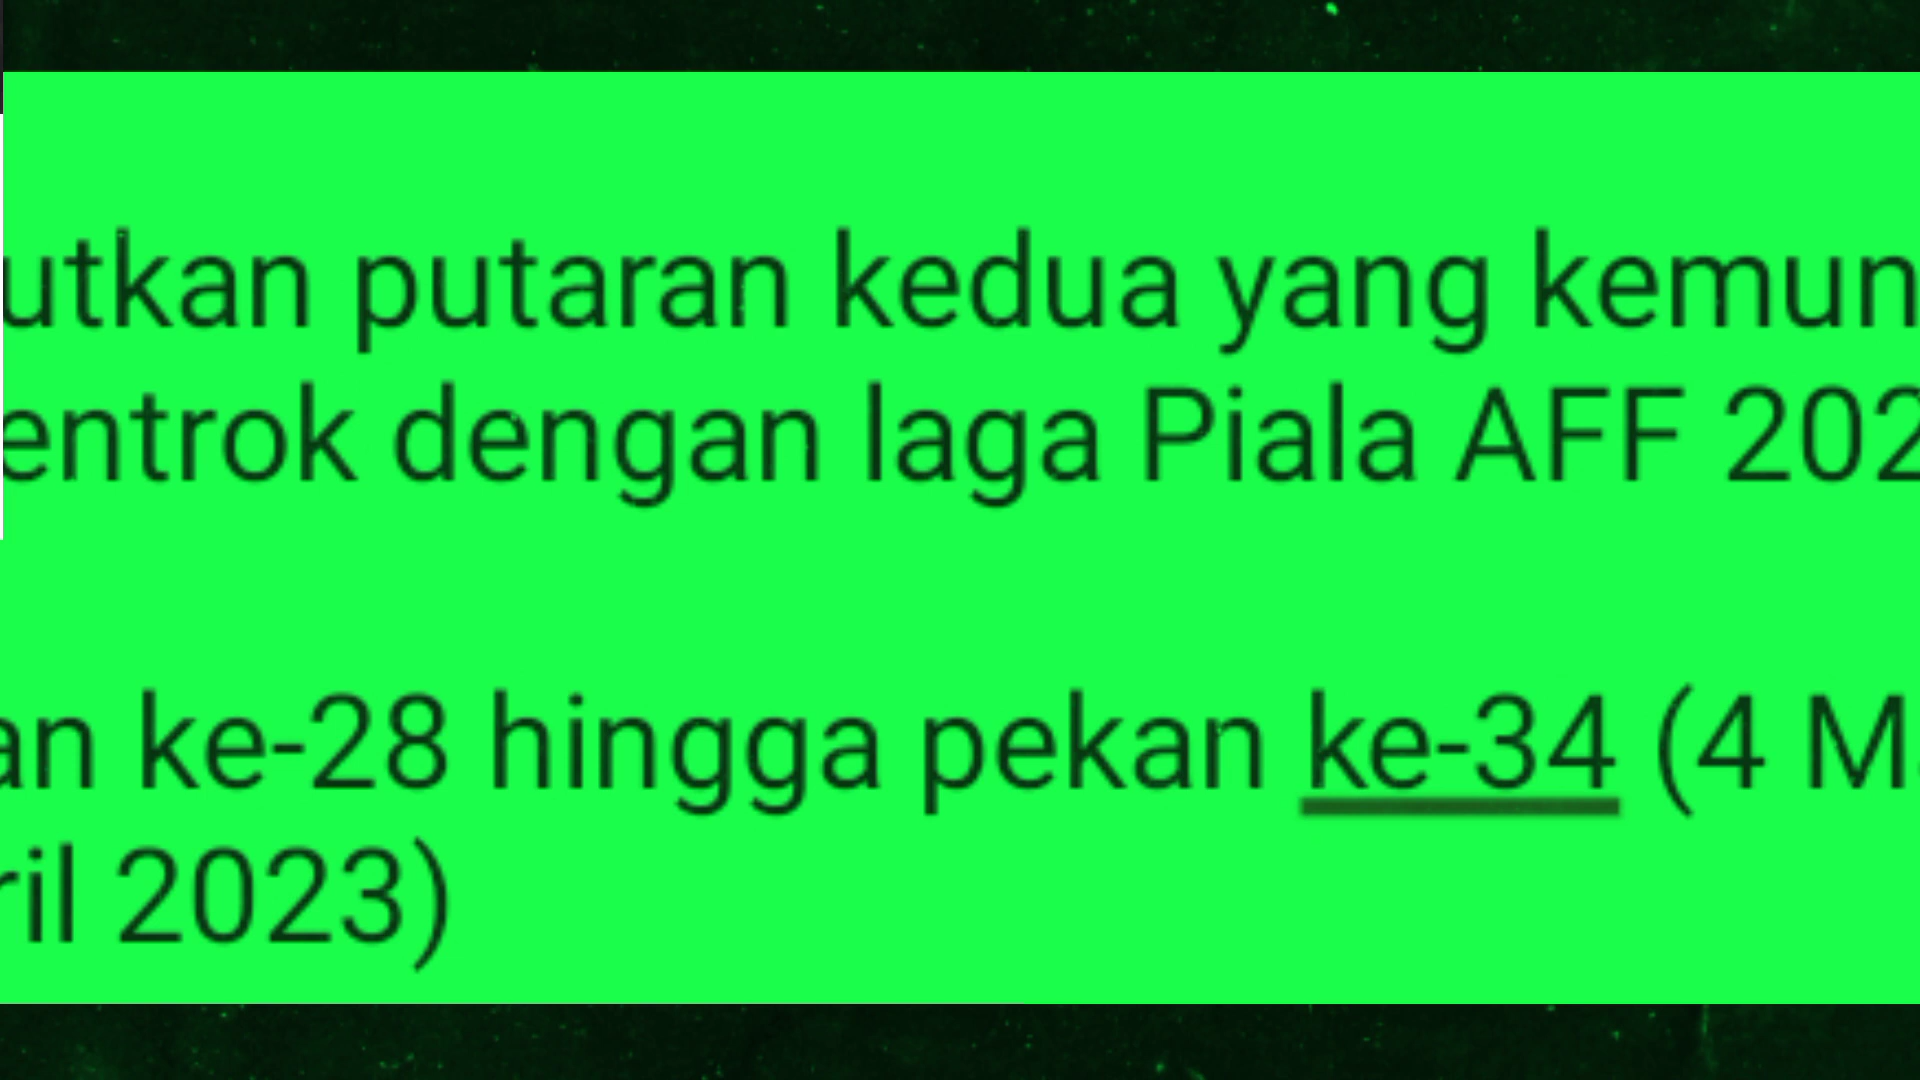 utkan putaran kedua yang kemun
entrok dengan laga Piala AFF 202
an ke-28 hingga pekan ke-34 (4 M
ril 2023)